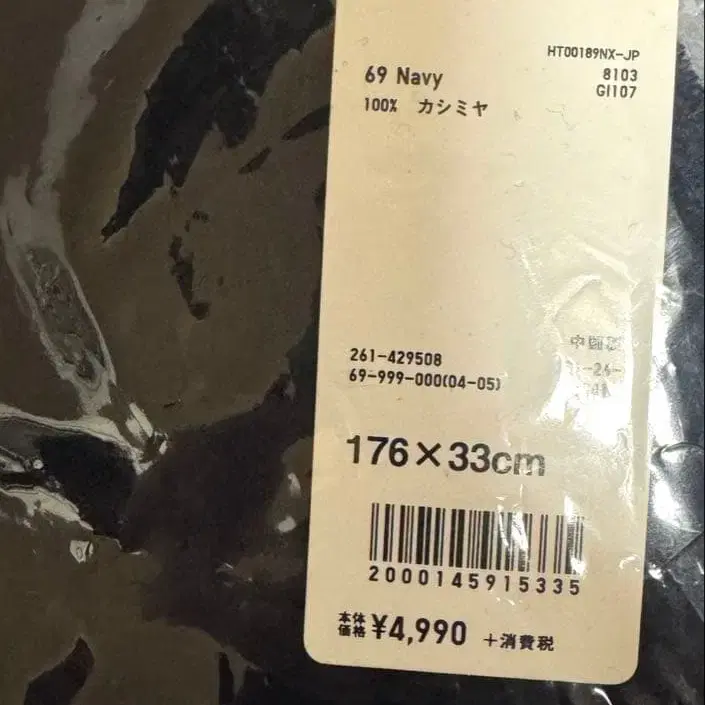 HT00189NX-JP
69 Navy 8103
GI107
100% カシミヤ
261-429508
69-999-000(04-05)
176×33cm
2000145915335
本体価格 ¥4,990 +消費税